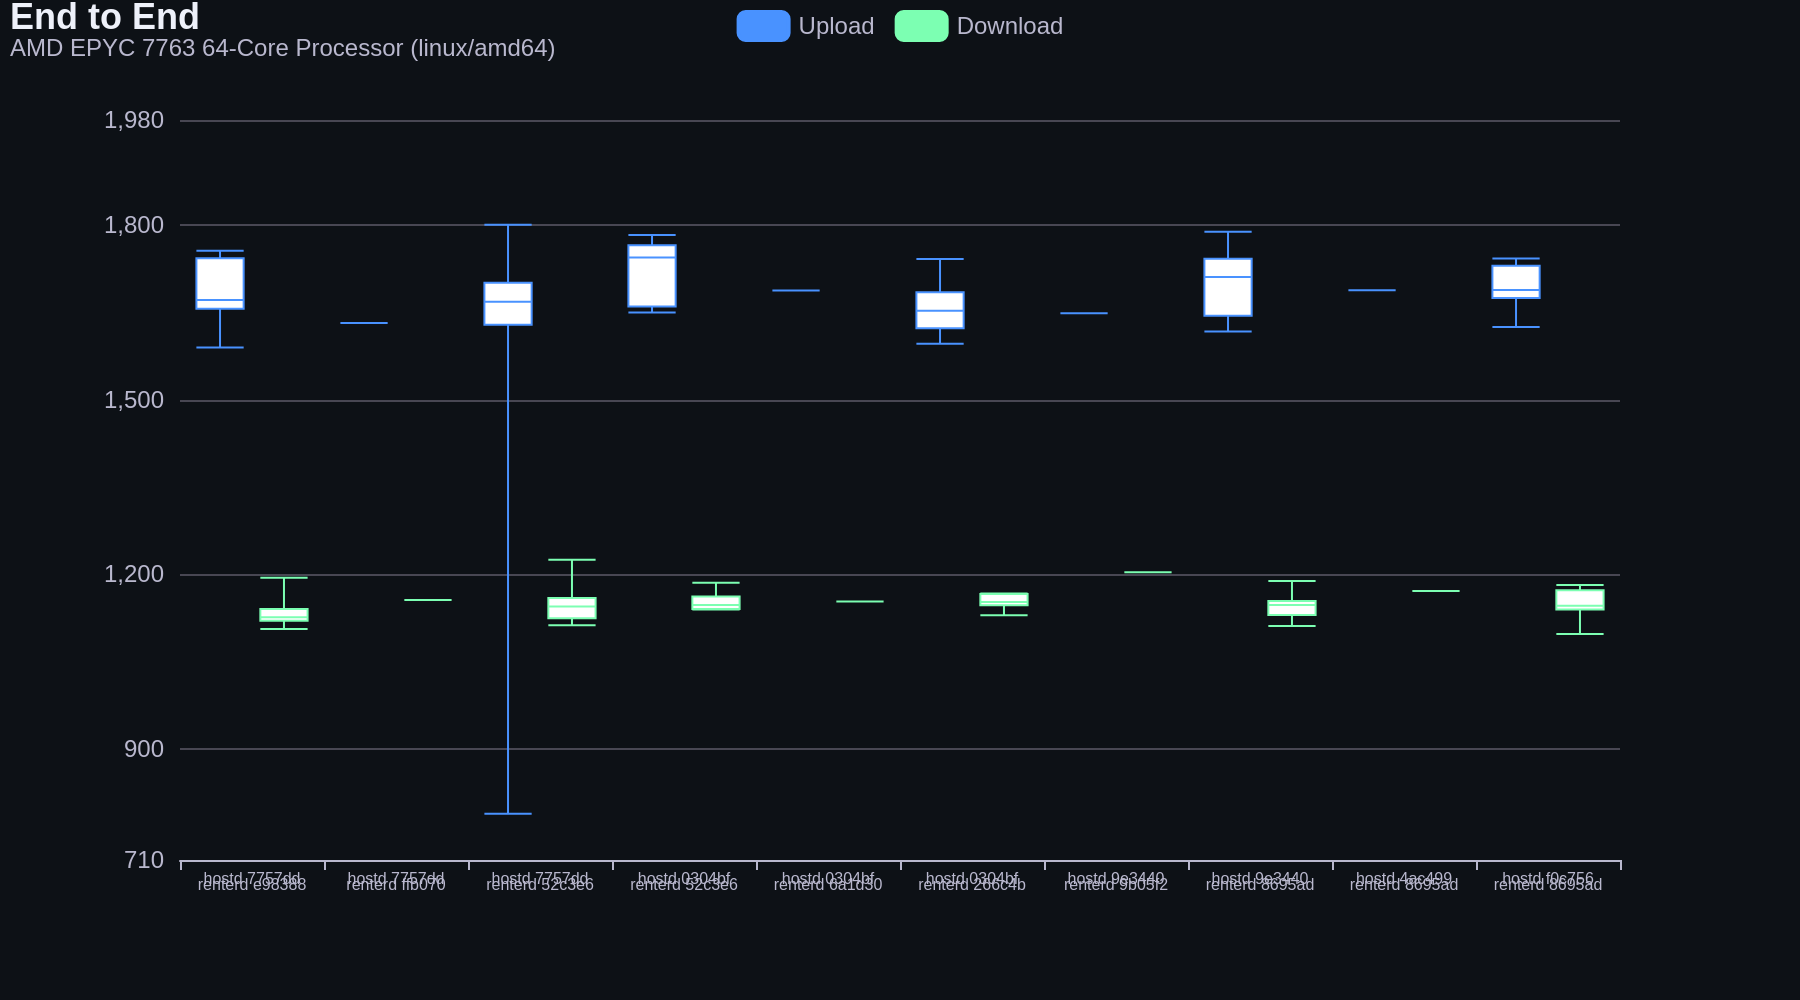 End to End
AMD EPYC 7763 64-Core Processor (linux/amd64)
Upload
Download
1,980
1,800
1,500
1,200
900
710
hostd 7757dd
renterd e98388
hostd 7757dd
renterd
hostd 7757dd
renterd 52c3e6
hostd 0304bf
renterd 52c3e6
hostd 0304bf
renterd 6a1d30
hostd 0304bf
renterd 266c4b
hostd 9e3440
renterd 9b05f2
hostd 9e3440
renterd 8695ad
hostd 4ac499
renterd 8695ad
hostd f0c756
renterd 8695ad